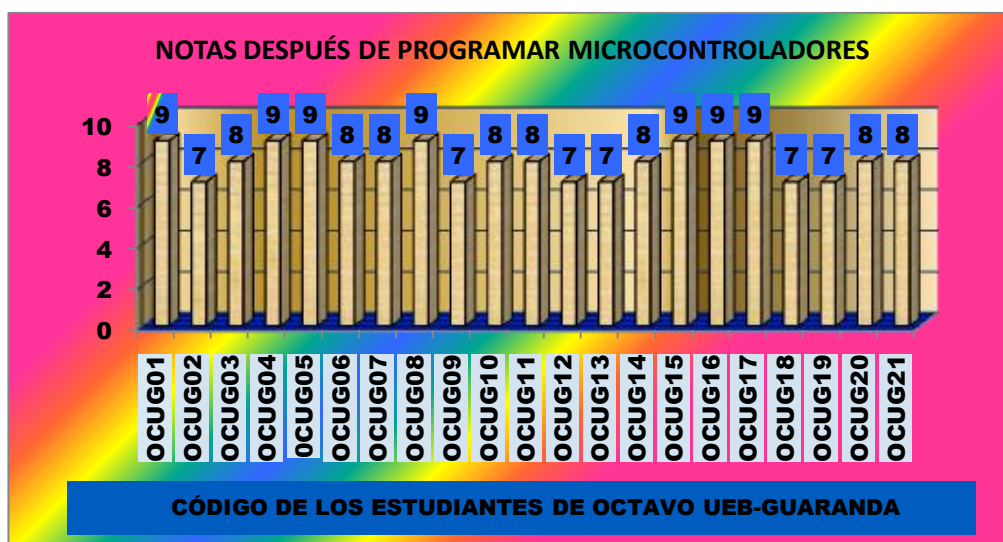 NOTAS DESPUÉS DE PROGRAMAR MICROCONTROLADORES
9 7 8 9 9 8 8 9 7 8 8 7 7 8 9 9 9 7 7 8 8
10
8
6
4
2
0
OCUG01
OCUG02
OCUG03
OCUG04
OCUG05
OCUG06
OCUG07
OCUG08
OCUG09
OCUG10
OCUG11
OCUG12
OCUG13
OCUG14
OCUG15
OCUG16
OCUG17
OCUG18
OCUG19
OCUG20
OCUG21
CÓDIGO DE LOS ESTUDIANTES DE OCTAVO UEB-GUARANDA